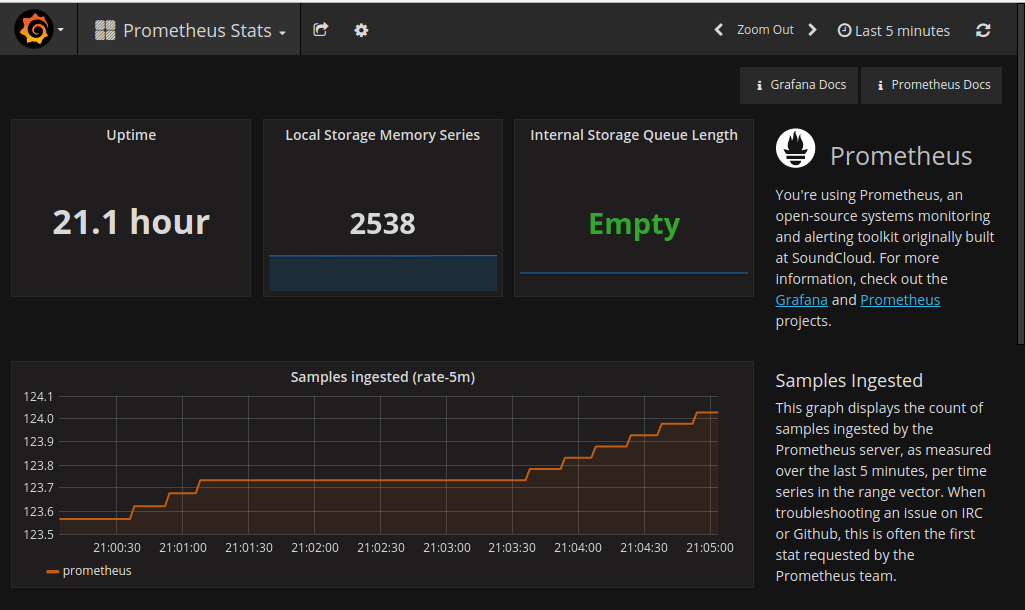 Prometheus Stats
Zoom Out
Last 5 minutes
Grafana Docs
Prometheus Docs
Uptime
21.1 hour
Local Storage Memory Series
2538
Internal Storage Queue Length
Empty
Prometheus
You're using Prometheus, an
open-source systems monitoring
and alerting toolkit originally built
at SoundCloud. For more
information, check out the
Grafana and Prometheus
projects.
Samples ingested (rate-5m)
124.1
124.0
123.9
123.8
123.7
123.6
123.5
21:00:30 21:01:00 21:01:30 21:02:00 21:02:30 21:03:00 21:03:30 21:04:00 21:04:30 21:05:00
prometheus
Samples Ingested
This graph displays the count of
samples ingested by the
Prometheus server, as measured
over the last 5 minutes, per time
series in the range vector. When
troubleshooting an issue on IRC
or Github, this is often the first
stat requested by the
Prometheus team.